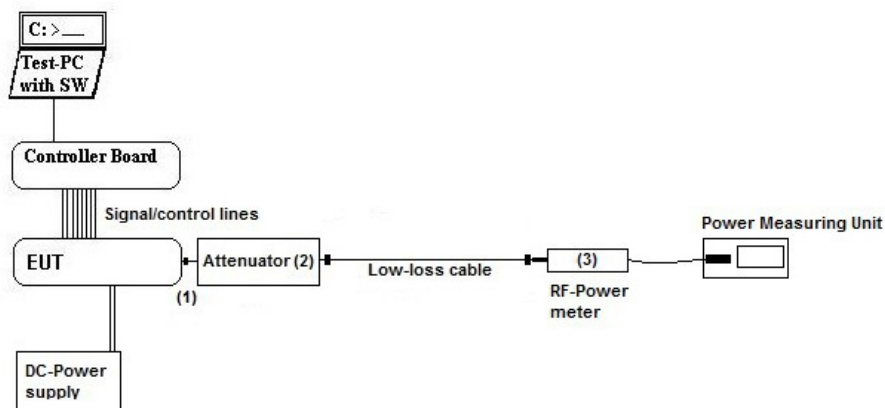 C:>__
Test-PC
with SW
Controller Board
Signal/control lines
Power Measuring Unit
EUT
Attenuator (2)
(3)
Low-loss cable
(1)
RF-Power
meter
DC-Power
supply